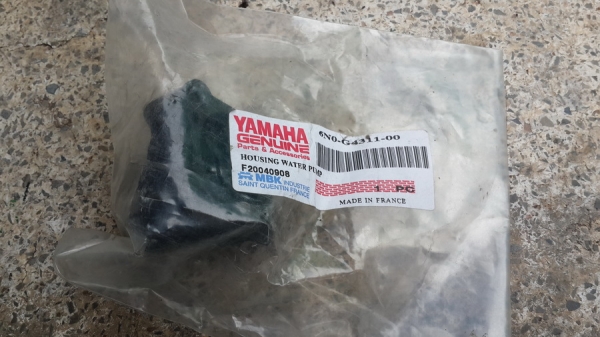 YAMAHA
GENUINE
Parts & Accessories
6N0-G4311-00
HOUSING WATER PUMP
F20040908
MBK INDUSTRIE
SAINT QUENTIN FRANCE
1 PC
MADE IN FRANCE